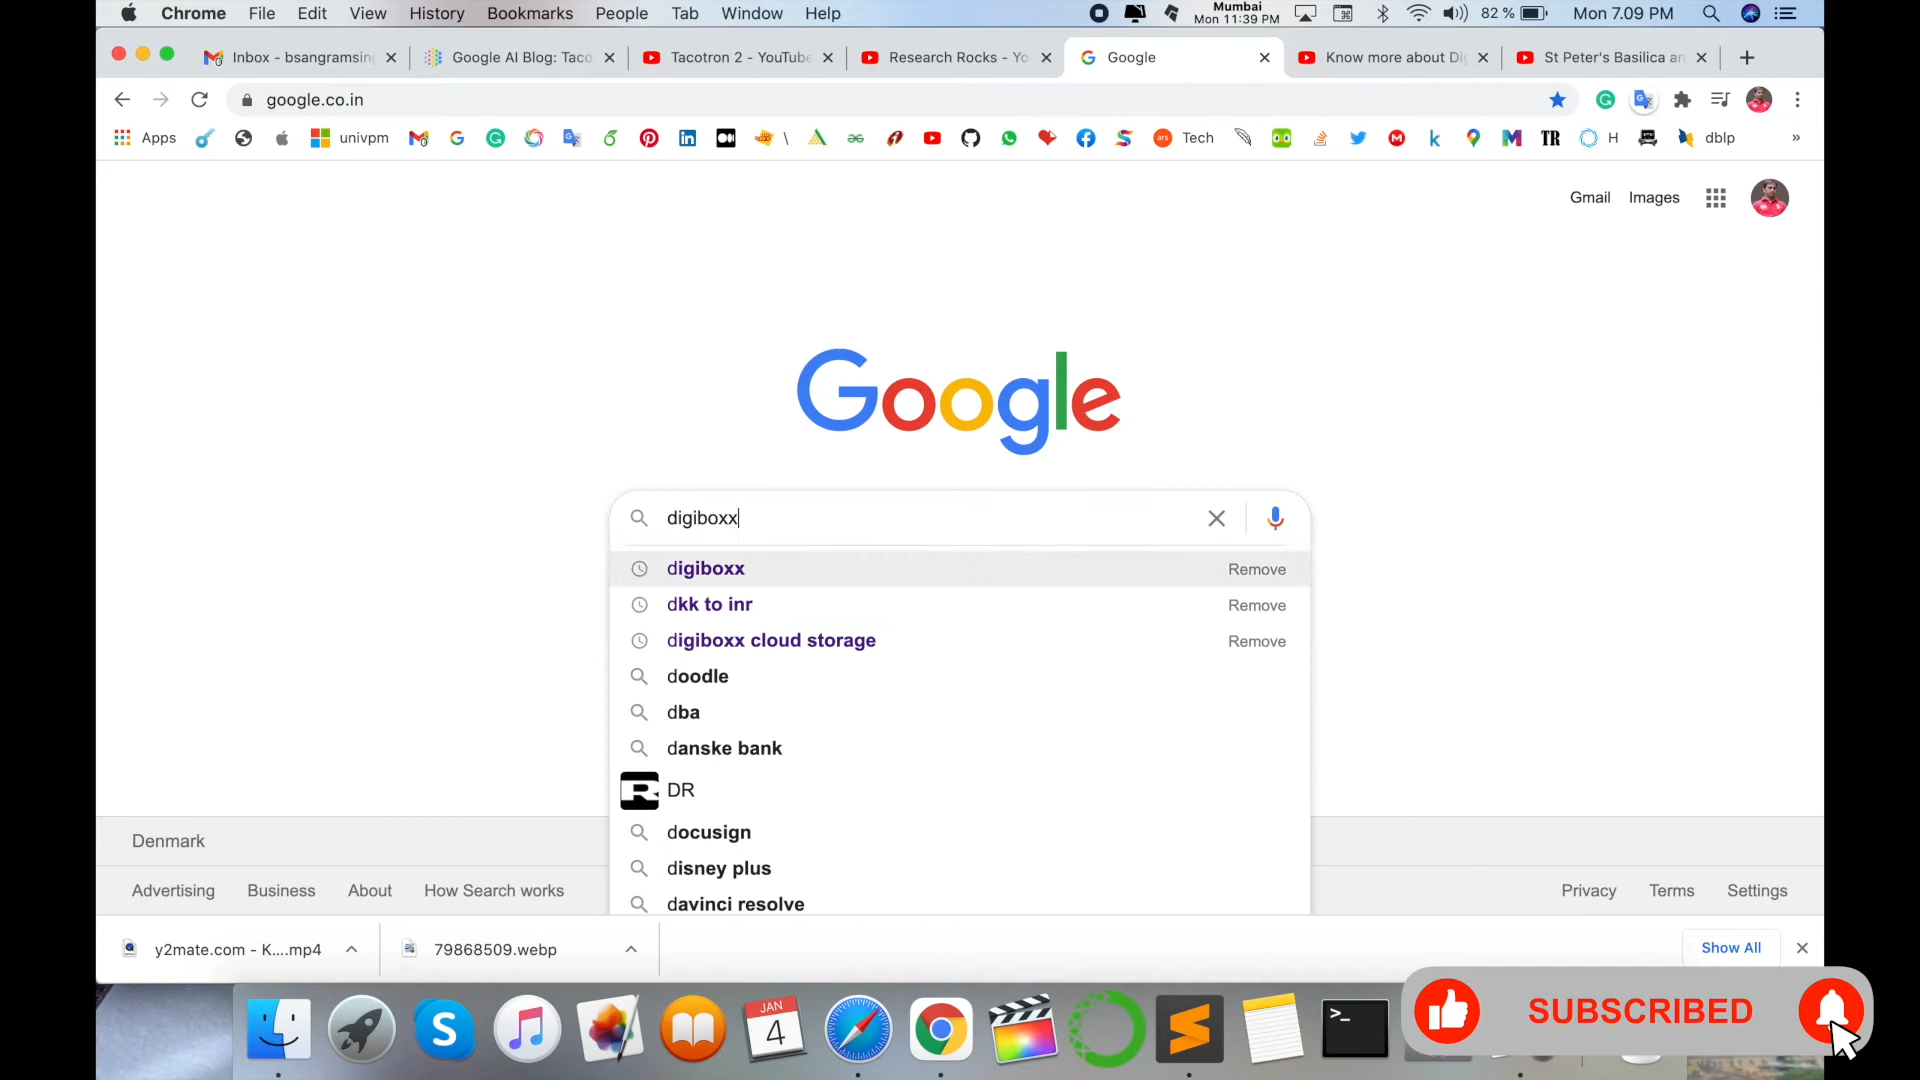 Chrome File Edit View History Bookmarks People Tab Window Help
Mumbai
Mon 11:39 PM
82 % Mon 7.09 PM
Inbox - bsangramsing
Google AI Blog: Taco
Tacotron 2 - YouTube
Research Rocks - Yo
Google
Know more about Di
St Peter's Basilica an
google.co.in
Apps
univpm
Tech
TR
H
dblp
Gmail Images
Google
digiboxx
digiboxx Remove
dkk to inr Remove
digiboxx cloud storage Remove
doodle
dba
danske bank
DR
docusign
disney plus
davinci resolve
Denmark
Advertising Business About How Search works
Privacy Terms Settings
y2mate.com - K....mp4
79868509.webp
Show All
JAN
4
SUBSCRIBED